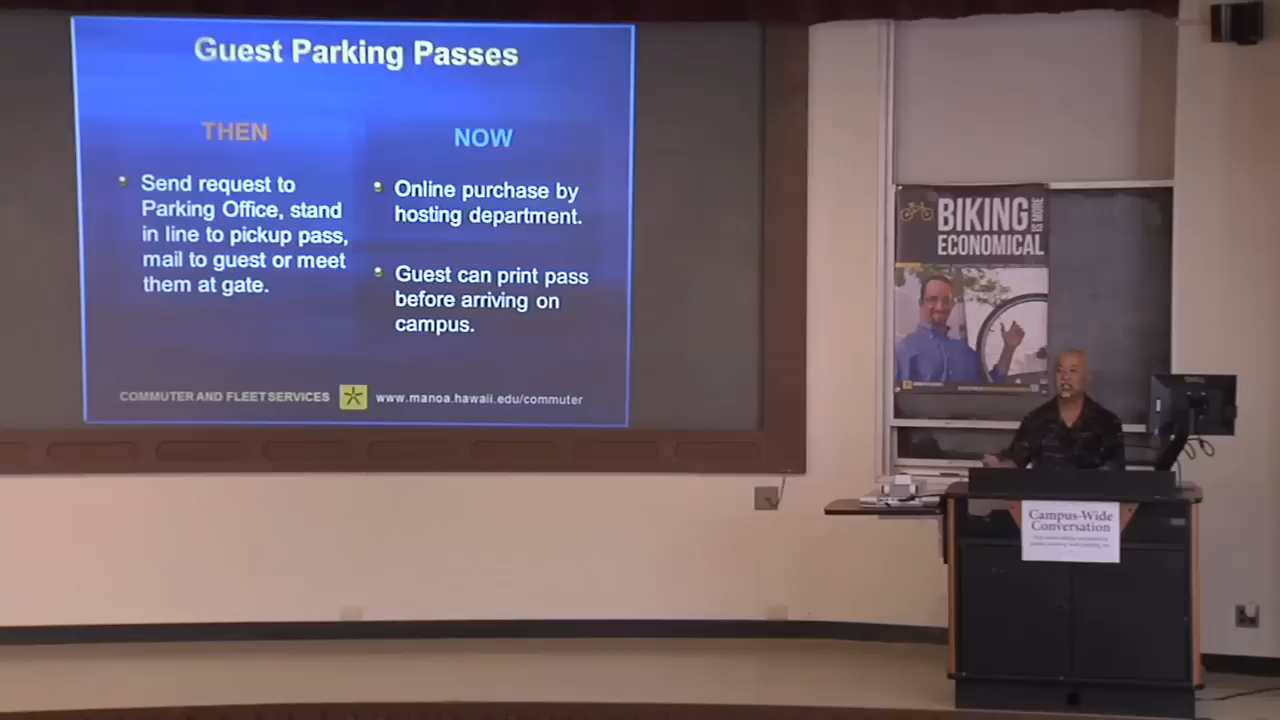 Guest Parking Passes
THEN
Send request to
Parking Office, stand
in line to pickup pass,
mail to guest or meet
them at gate.
NOW
Online purchase by
hosting department.
Guest can print pass
before arriving on
campus.
COMMUTER AND FLEET SERVICES
www.manoa.hawaii.edu/commuter
BIKING
IS MORE
ECONOMICAL
Campus-Wide
Conversation